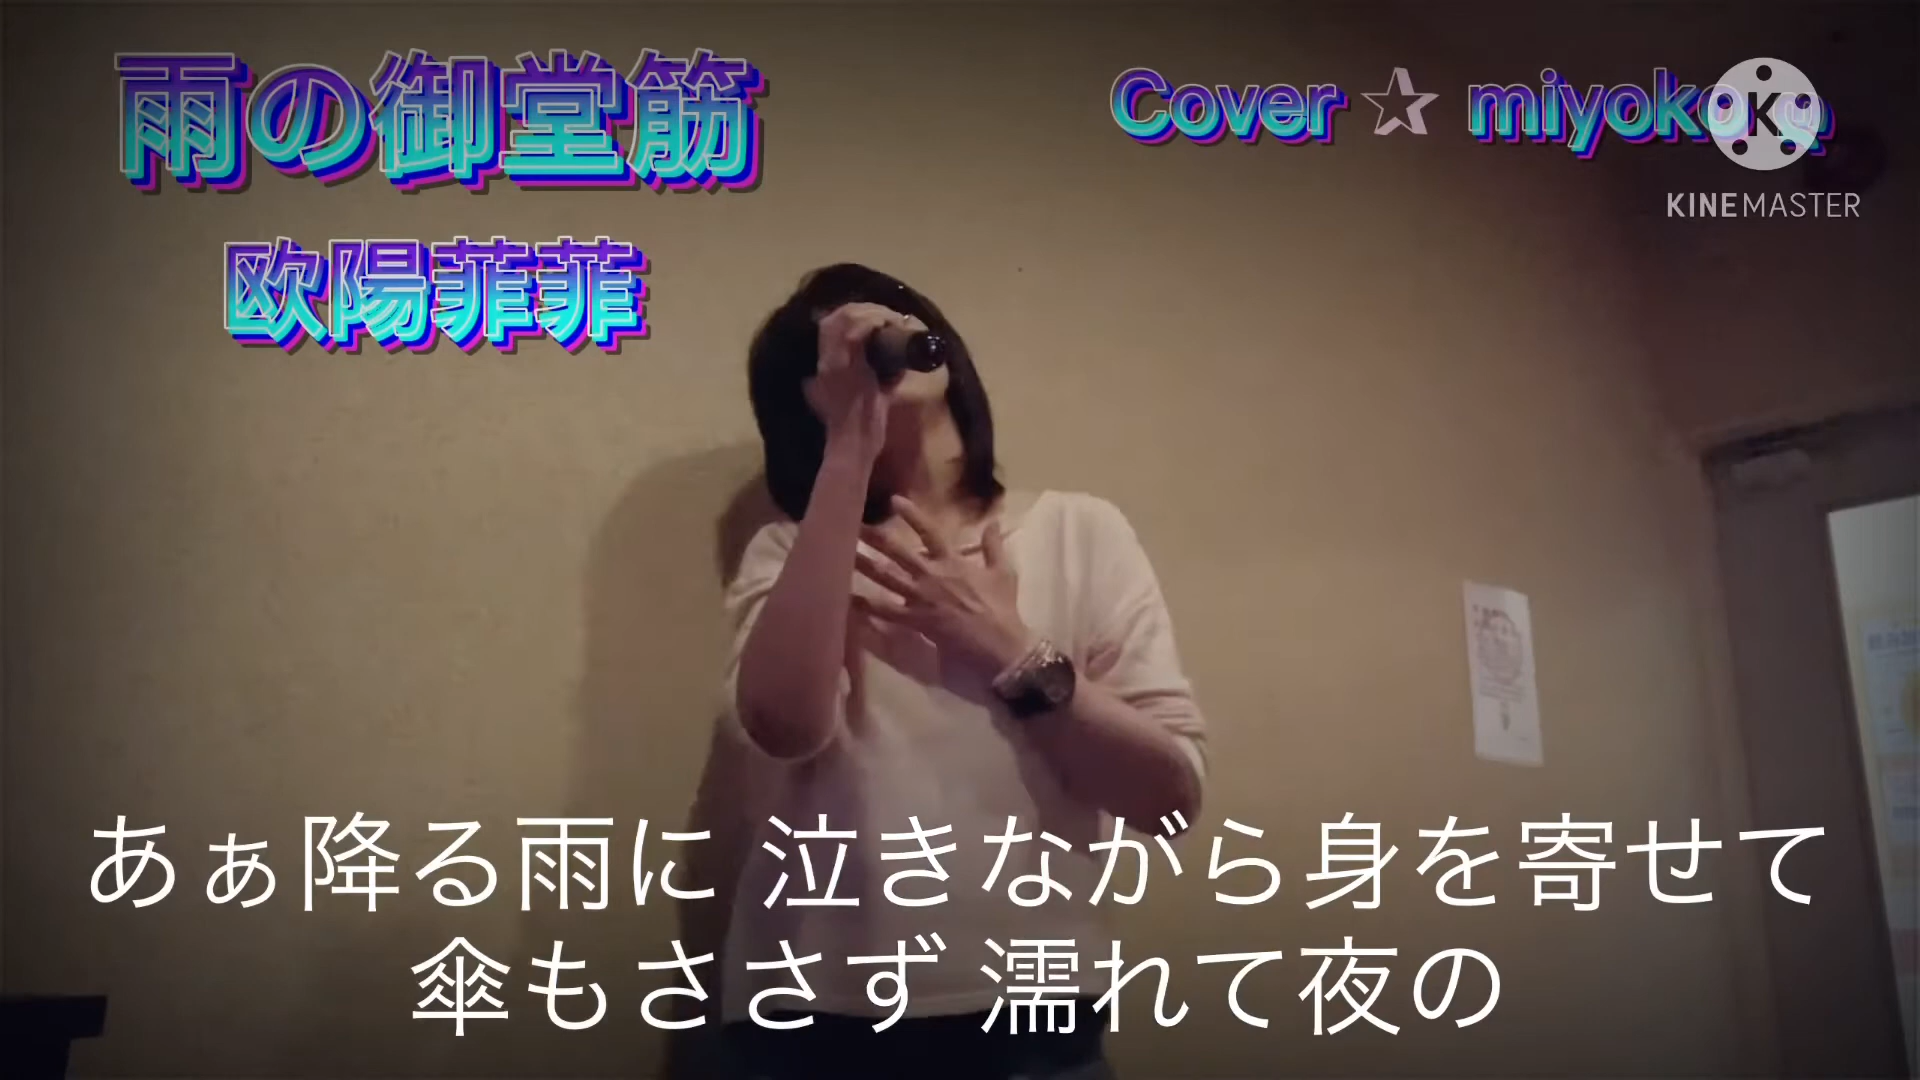 雨の御堂筋
欧陽菲菲
Cover ☆ miyoko
K
KINEMASTER
あぁ降る雨に 泣きながら身を寄せて
傘もささず 濡れて夜の